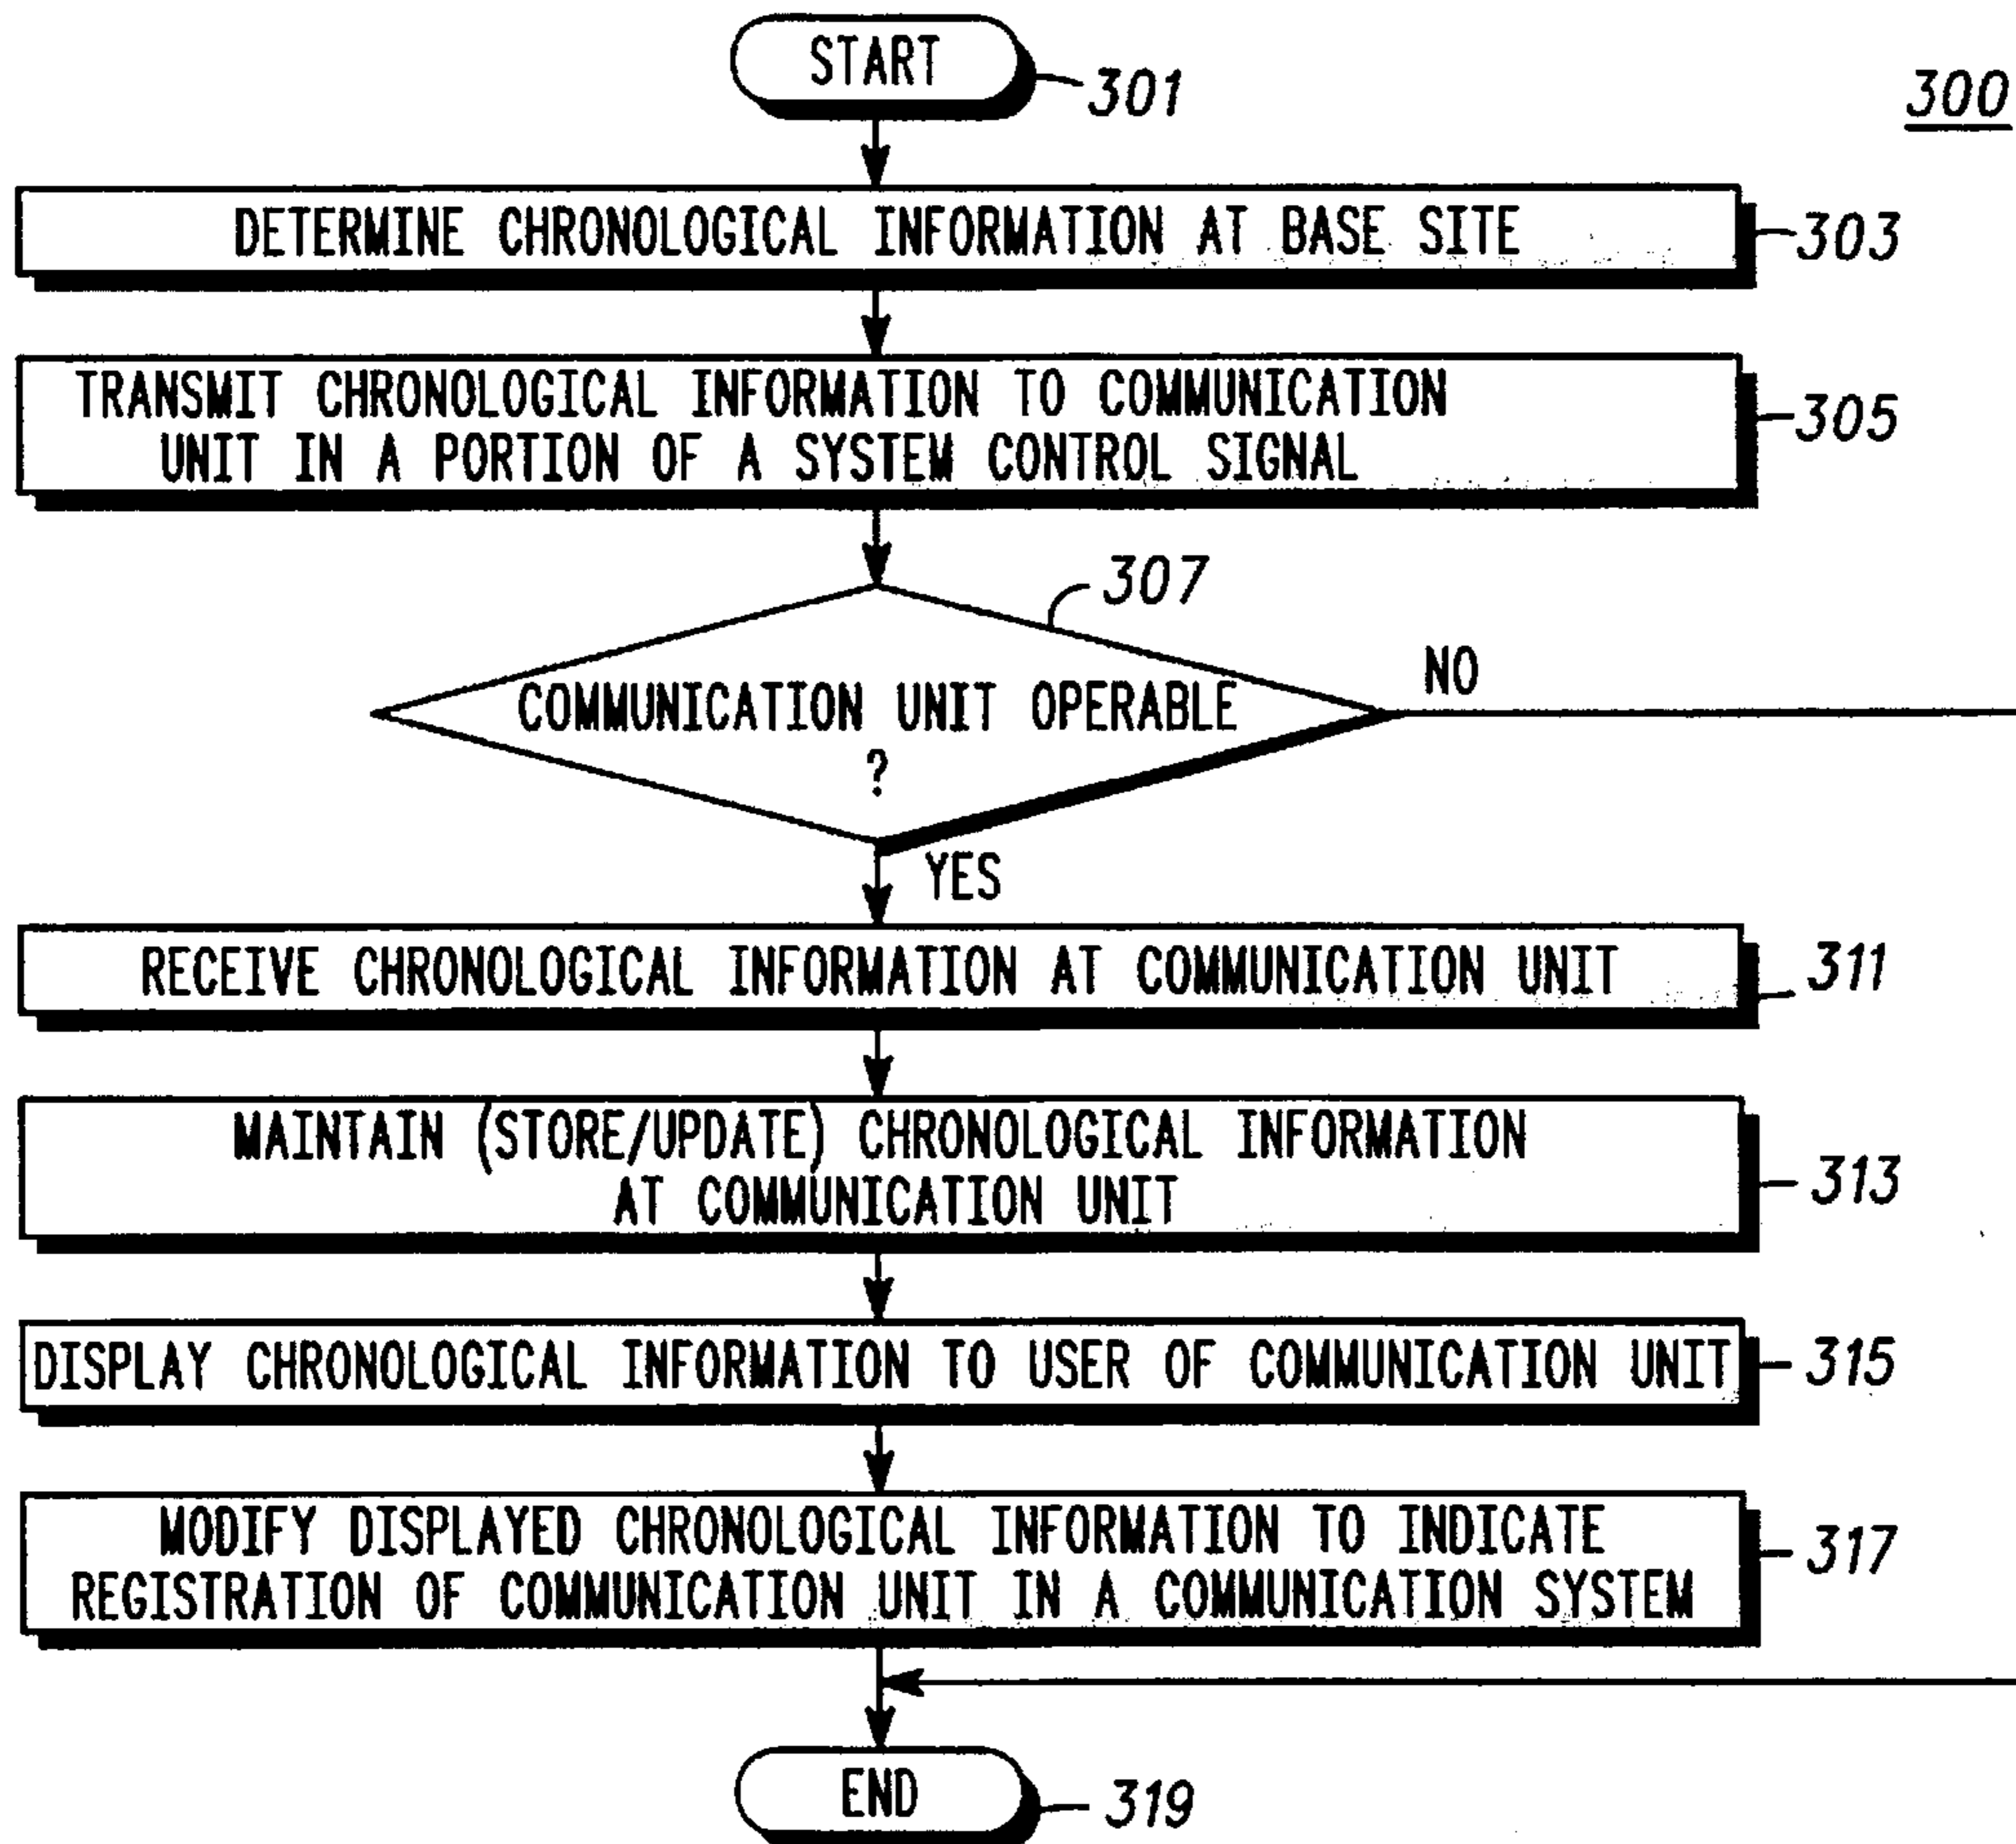 START
301
300
DETERMINE CHRONOLOGICAL INFORMATION AT BASE SITE
303
TRANSMIT CHRONOLOGICAL INFORMATION TO COMMUNICATION
UNIT IN A PORTION OF A SYSTEM CONTROL SIGNAL
305
307
COMMUNICATION UNIT OPERABLE
?
NO
YES
RECEIVE CHRONOLOGICAL INFORMATION AT COMMUNICATION UNIT
311
MAINTAIN (STORE/UPDATE) CHRONOLOGICAL INFORMATION
AT COMMUNICATION UNIT
313
DISPLAY CHRONOLOGICAL INFORMATION TO USER OF COMMUNICATION UNIT
315
MODIFY DISPLAYED CHRONOLOGICAL INFORMATION TO INDICATE
REGISTRATION OF COMMUNICATION UNIT IN A COMMUNICATION SYSTEM
317
END
319